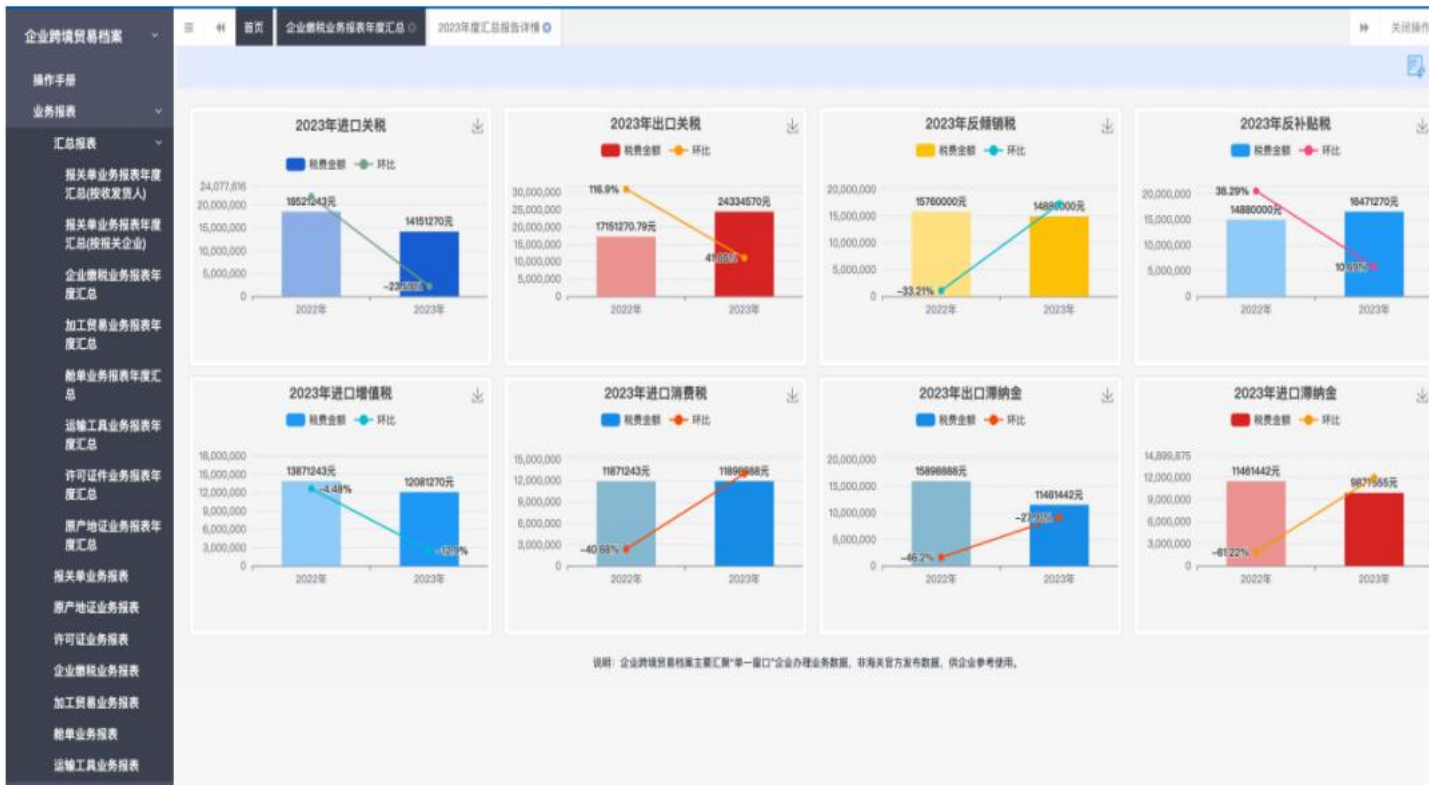 企业跨境贸易档案
首页
企业缴税业务报表年度汇总
2023年度汇总报告详情
关闭操作
操作手册
业务报表
汇总报表
报关单业务报表年度
汇总(按收发货人)
报关单业务报表年度
汇总(按报关企业)
企业缴税业务报表年
度汇总
加工贸易业务报表年
度汇总
舱单业务报表年度汇
总
运输工具业务报表年
度汇总
许可证件业务报表年
度汇总
原产地证业务报表年
度汇总
报关单业务报表
原产地证业务报表
许可证业务报表
企业缴税业务报表
加工贸易业务报表
舱单业务报表
运输工具业务报表
2023年进口关税
税费金额 环比
24,077,616
20,000,000
15,000,000
10,000,000
5,000,000
0
18521243元
14151270元
2022年 2023年
2023年出口关税
税费金额 环比
30,000,000
25,000,000
20,000,000
15,000,000
10,000,000
5,000,000
0
116.9%
17151270.79元
24334570元
2022年 2023年
2023年反倾销税
税费金额 环比
20,000,000
15,000,000
10,000,000
5,000,000
0
15760000元
14880000元
-33.21%
2022年 2023年
2023年反补贴税
税费金额 环比
20,000,000
15,000,000
10,000,000
5,000,000
0
38.29%
14880000元
16471270元
10.69%
2022年 2023年
2023年进口增值税
税费金额 环比
18,000,000
15,000,000
12,000,000
9,000,000
6,000,000
3,000,000
0
13871243元
-4.48%
12081270元
-12.9%
2022年 2023年
2023年进口消费税
税费金额 环比
15,000,000
12,000,000
9,000,000
6,000,000
3,000,000
0
11871243元
-40.88%
2022年 2023年
2023年出口滞纳金
税费金额 环比
20,000,000
15,000,000
10,000,000
5,000,000
0
15898888元
11461442元
-46.2%
2022年 2023年
2023年进口滞纳金
税费金额 环比
14,899,875
12,000,000
9,000,000
6,000,000
3,000,000
0
11461442元
-61.22%
2022年 2023年
说明：企业跨境贸易档案主要汇聚“单一窗口”企业办理业务数据，非海关官方发布数据，供企业参考使用。